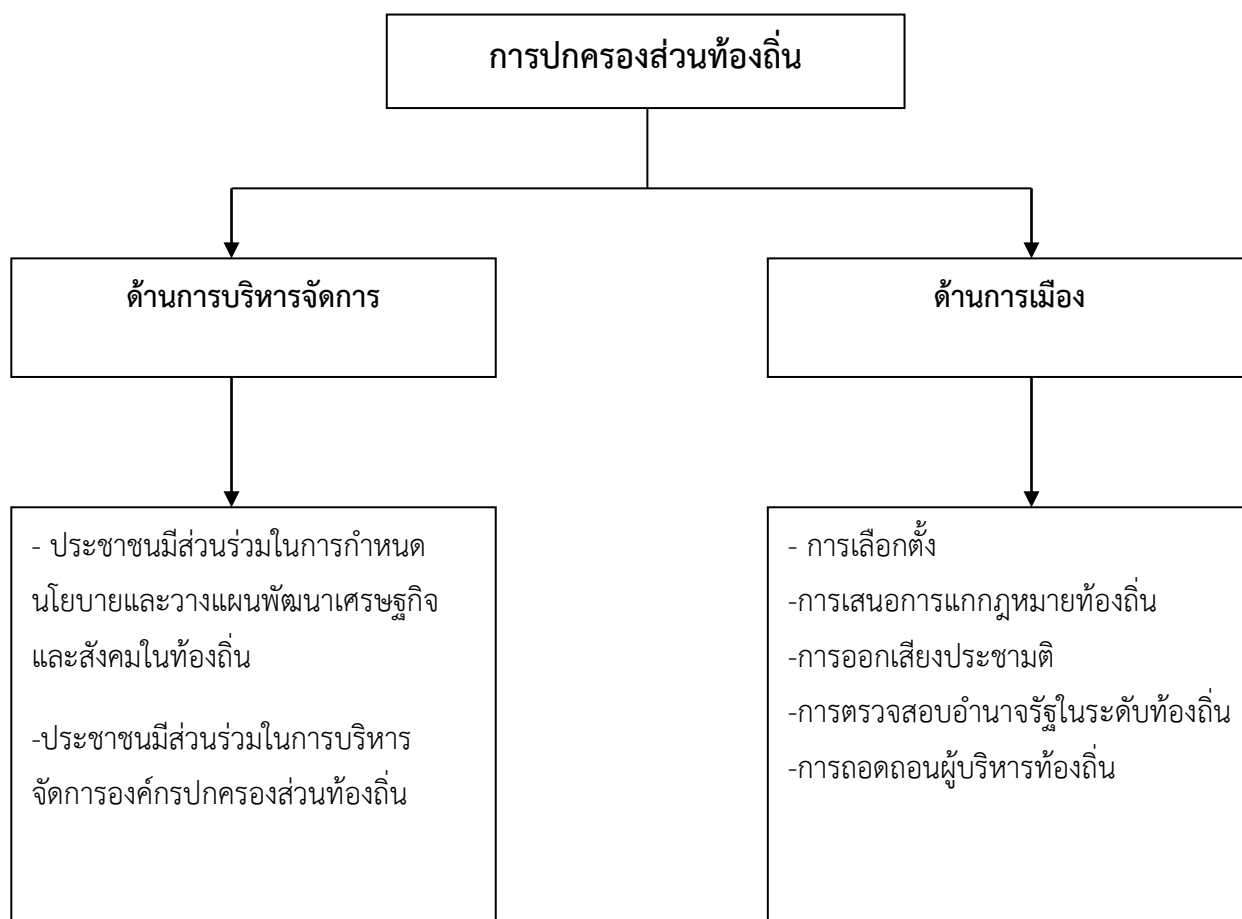 การปกครองส่วนท้องถิ่น
ด้านการบริหารจัดการ
ด้านการเมือง
- ประชาชนมีส่วนร่วมในการกำหนด
นโยบายและวางแผนพัฒนาเศรษฐกิจ
และสังคมในท้องถิ่น
-ประชาชนมีส่วนร่วมในการบริหาร
จัดการองค์กรปกครองส่วนท้องถิ่น
- การเลือกตั้ง
-การเสนอการแกกฎหมายท้องถิ่น
-การออกเสียงประชามติ
-การตรวจสอบอำนาจรัฐในระดับท้องถิ่น
-การถอดถอนผู้บริหารท้องถิ่น